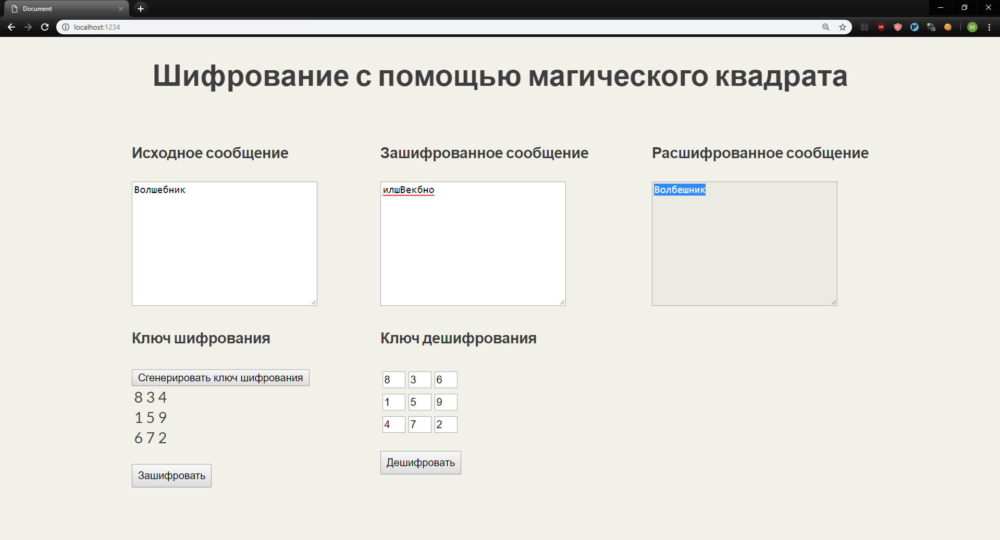 Document
localhost:1234
M
Шифрование с помощью магического квадрата
Исходное сообщение
Волшебник
Зашифрованное сообщение
илшВекбно
Расшифрованное сообщение
Волбешник
Ключ шифрования
Сгенерировать ключ шифрования
8 3 4
1 5 9
6 7 2
Зашифровать
Ключ дешифрования
8 3 6
1 5 9
4 7 2
Дешифровать